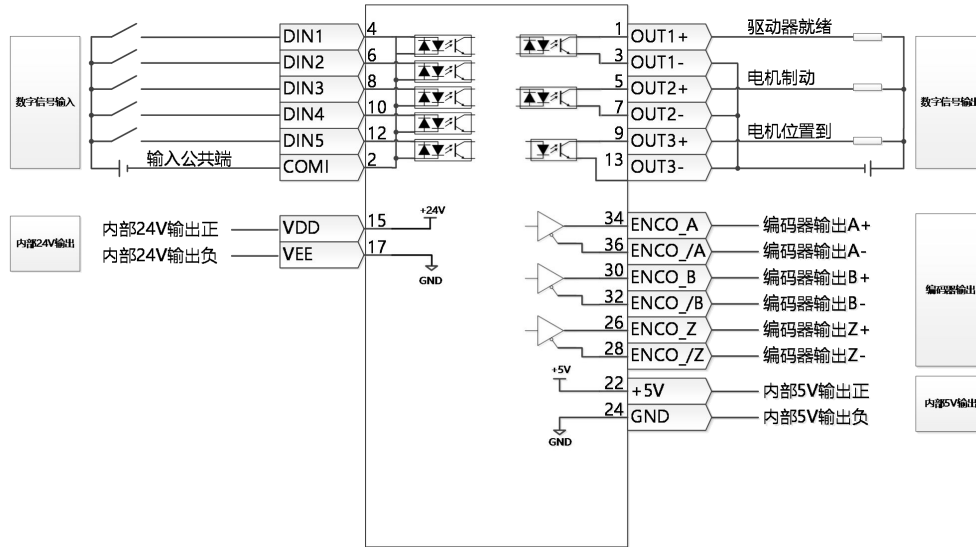 数字信号输入
DIN1
4
DIN2
6
DIN3
8
DIN4
10
DIN5
12
输入公共端
COMI
2
内部24V输出
内部24V输出正
VDD
15
+24V
内部24V输出负
VEE
17
GND
1
OUT1+
驱动器就绪
3
OUT1-
5
OUT2+
电机制动
7
OUT2-
9
OUT3+
电机位置到
13
OUT3-
数字信号输出
34
ENCO_A
编码器输出A+
36
ENCO_/A
编码器输出A-
30
ENCO_B
编码器输出B+
32
ENCO_/B
编码器输出B-
26
ENCO_Z
编码器输出Z+
28
ENCO_/Z
编码器输出Z-
编码器输出
+5V
22
+5V
内部5V输出正
24
GND
内部5V输出负
GND
内部5V输出